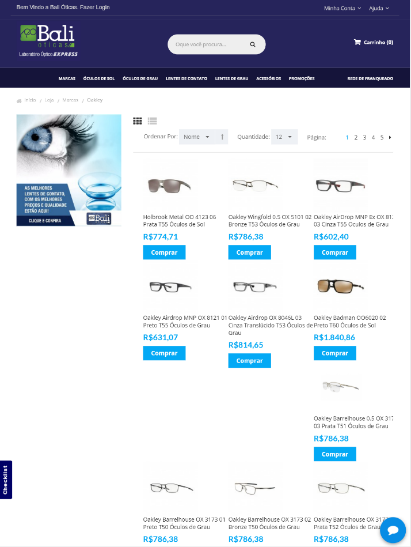 Bem Vindo a Bali Óticas. Fazer Login
Minha Conta
Ajuda
Bali
ÓTICAS
Laboratório Óptico EXPRESS
Oque você procura...
Carrinho (0)
MARCAS
ÓCULOS DE SOL
ÓCULOS DE GRAU
LENTES DE CONTATO
LENTES DE GRAU
ACESSÓRIOS
PROMOÇÕES
REDE DE FRANQUEADO
Início / Loja / Marcas / Oakley
AS MELHORES
LENTES DE CONTATO
COM OS MELHORES
PREÇOS E QUALIDADE
ESTÃO AQUI!
CLIQUE E CONFIRA
Bali
Ordenar Por
Nome
Quantidade:
12
Página:
1 2 3 4 5
Holbrook Metal OO 4123 06
Prata T55 Óculos de Sol
R$774,71
Comprar
Oakley Wingfold 0.5 OX 5101 02
Bronze T53 Óculos de Grau
R$786,38
Comprar
Oakley AirDrop MNP Ex OX 81
03 Cinza T55 Óculos de Grau
R$602,40
Comprar
Oakley Airdrop MNP OX 8121 01
Preto T55 Óculos de Grau
R$631,07
Comprar
Oakley Airdrop OX 8046L 03
Cinza Translúcido T53 Óculos de
Grau
R$814,65
Comprar
Oakley Badman OO6020 02
Preto T60 Óculos de Sol
R$1.840,86
Comprar
Oakley Barrelhouse 0.5 OX 317
03 Prata T51 Óculos de Grau
R$786,38
Comprar
Oakley Barrelhouse OX 3173 01
Preto T50 Óculos de Grau
R$786,38
Oakley Barrelhouse OX 3173 02
Bronze T50 Óculos de Grau
R$786,38
Oakley Barrelhouse OX 3173
Prata T52 Óculos de Grau
R$786,38
Checklist